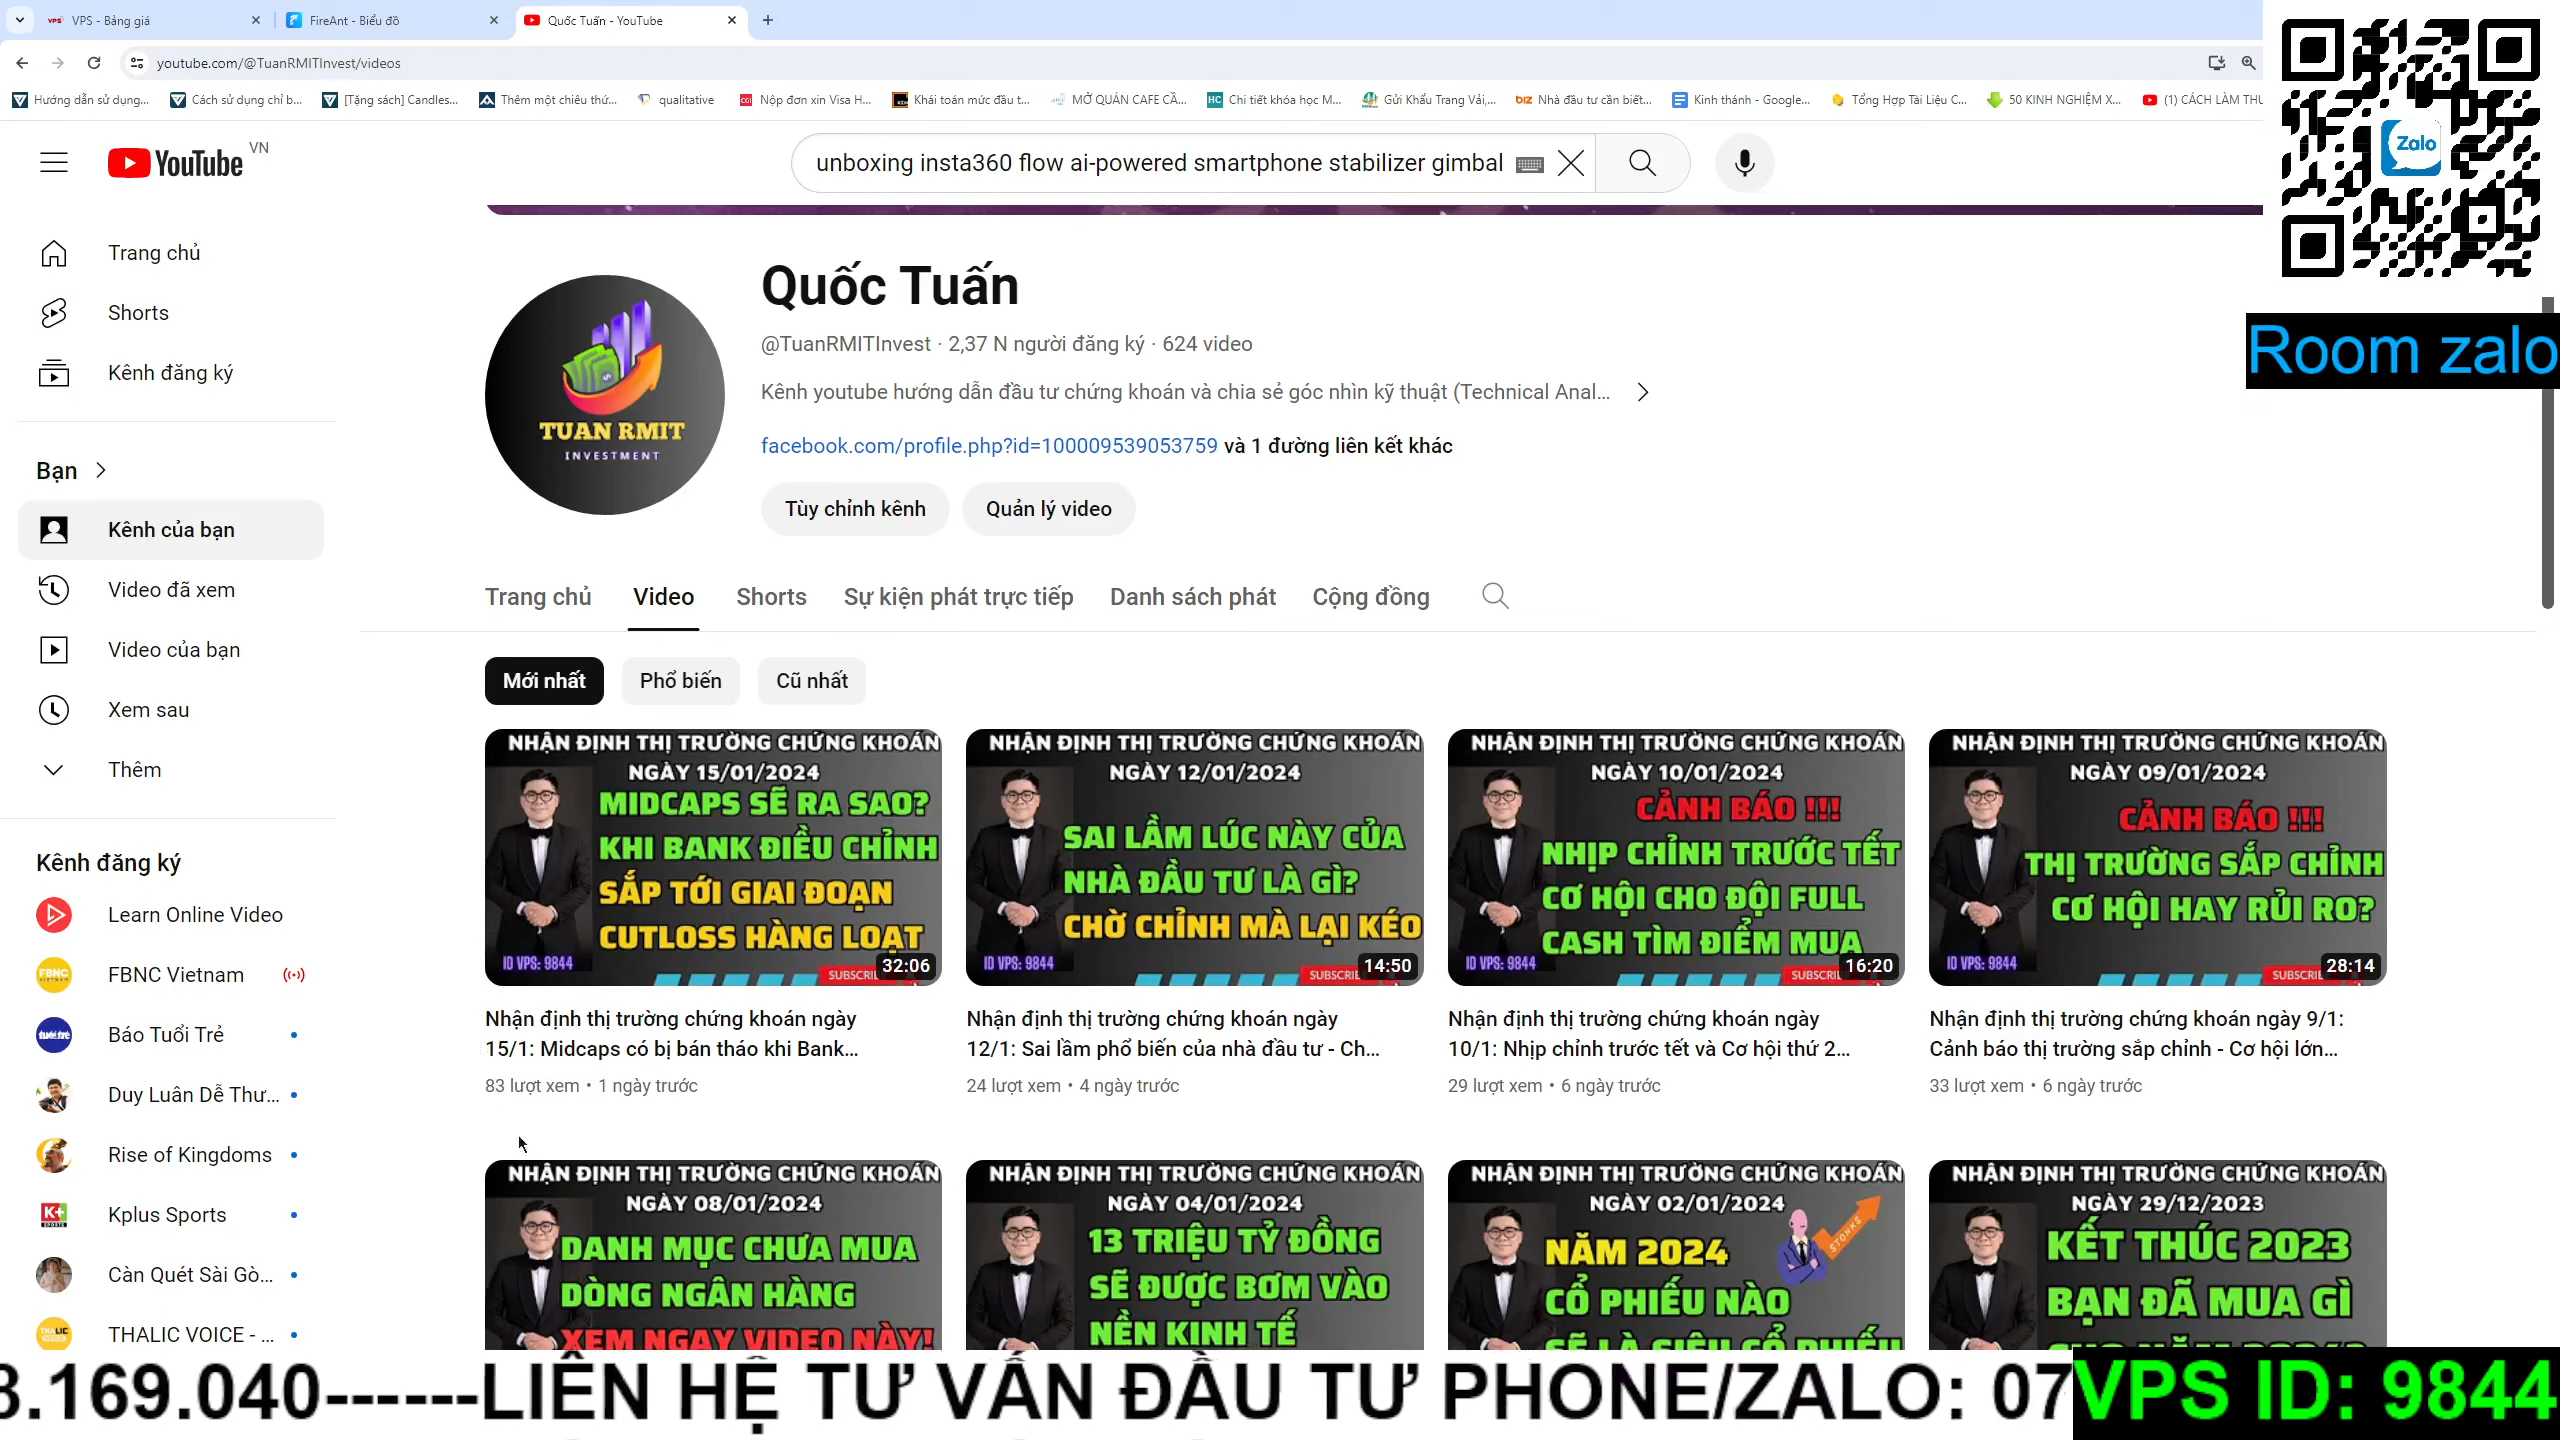 VPS - Bảng giá
FireAnt - Biểu đồ
Quốc Tuấn - YouTube
youtube.com/@TuanRMITInvest/videos
Hướng dẫn sử dụng...
Cách sử dụng chỉ b...
[Tặng sách] Candles...
Thêm một chiêu thứ...
qualitative
Nộp đơn xin Visa H...
Khái toán mức đầu t...
MỞ QUÁN CAFE CẦ...
Chi tiết khóa học M...
Gửi Khẩu Trang Vải,...
Nhà đầu tư cần biết...
Kinh thánh - Google...
Tổng Hợp Tài Liệu C...
50 KINH NGHIỆM X...
(1) CÁCH LÀM THU
YouTube VN
unboxing insta360 flow ai-powered smartphone stabilizer gimbal
Zalo
Room zalo
Trang chủ
Shorts
Kênh đăng ký
Bạn
Kênh của bạn
Video đã xem
Video của bạn
Xem sau
Thêm
Kênh đăng ký
Learn Online Video
FBNC Vietnam
Báo Tuổi Trẻ
Duy Luân Dễ Thư...
Rise of Kingdoms
Kplus Sports
Càn Quét Sài Gò...
THALIC VOICE - ...
TUAN RMIT
INVESTMENT
Quốc Tuấn
@TuanRMITInvest · 2,37 N người đăng ký · 624 video
Kênh youtube hướng dẫn đầu tư chứng khoán và chia sẻ góc nhìn kỹ thuật (Technical Anal...
facebook.com/profile.php?id=100009539053759 và 1 đường liên kết khác
Tùy chỉnh kênh
Quản lý video
Trang chủ
Video
Shorts
Sự kiện phát trực tiếp
Danh sách phát
Cộng đồng
Mới nhất
Phổ biến
Cũ nhất
NHẬN ĐỊNH THỊ TRƯỜNG CHỨNG KHOÁN
NGÀY 15/01/2024
MIDCAPS SẼ RA SAO?
KHI BANK ĐIỀU CHỈNH
SẮP TỚI GIAI ĐOẠN
CUTLOSS HÀNG LOẠT
ID VPS: 9844
32:06
Nhận định thị trường chứng khoán ngày
15/1: Midcaps có bị bán tháo khi Bank...
83 lượt xem • 1 ngày trước
NHẬN ĐỊNH THỊ TRƯỜNG CHỨNG KHOÁN
NGÀY 12/01/2024
SAI LẦM LÚC NÀY CỦA
NHÀ ĐẦU TƯ LÀ GÌ?
CHỜ CHỈNH MÀ LẠI KÉO
ID VPS: 9844
14:50
Nhận định thị trường chứng khoán ngày
12/1: Sai lầm phổ biến của nhà đầu tư - Ch...
24 lượt xem • 4 ngày trước
NHẬN ĐỊNH THỊ TRƯỜNG CHỨNG KHOÁN
NGÀY 10/01/2024
CẢNH BÁO !!!
NHỊP CHỈNH TRƯỚC TẾT
CƠ HỘI CHO ĐỘI FULL
CASH TÌM ĐIỂM MUA
ID VPS: 9844
16:20
Nhận định thị trường chứng khoán ngày
10/1: Nhịp chỉnh trước tết và Cơ hội thứ 2...
29 lượt xem • 6 ngày trước
NHẬN ĐỊNH THỊ TRƯỜNG CHỨNG KHOÁN
NGÀY 09/01/2024
CẢNH BÁO !!!
THỊ TRƯỜNG SẮP CHỈNH
CƠ HỘI HAY RỦI RO?
ID VPS: 9844
28:14
Nhận định thị trường chứng khoán ngày 9/1:
Cảnh báo thị trường sắp chỉnh - Cơ hội lớn...
33 lượt xem • 6 ngày trước
NHẬN ĐỊNH THỊ TRƯỜNG CHỨNG KHOÁN
NGÀY 08/01/2024
DANH MỤC CHƯA MUA
DÒNG NGÂN HÀNG
XEM NGAY VIDEO NÀY!
NHẬN ĐỊNH THỊ TRƯỜNG CHỨNG KHOÁN
NGÀY 04/01/2024
13 TRIỆU TỶ ĐỒNG
SẼ ĐƯỢC BƠM VÀO
NỀN KINH TẾ
NHẬN ĐỊNH THỊ TRƯỜNG CHỨNG KHOÁN
NGÀY 02/01/2024
STONKS
NĂM 2024
CỔ PHIẾU NÀO
SẼ LÀ SIÊU CỔ PHIẾU
NHẬN ĐỊNH THỊ TRƯỜNG CHỨNG KHOÁN
NGÀY 29/12/2023
KẾT THÚC 2023
BẠN ĐÃ MUA GÌ
3.169.040------LIÊN HỆ TƯ VẤN ĐẦU TƯ PHONE/ZALO: 07
VPS ID: 9844